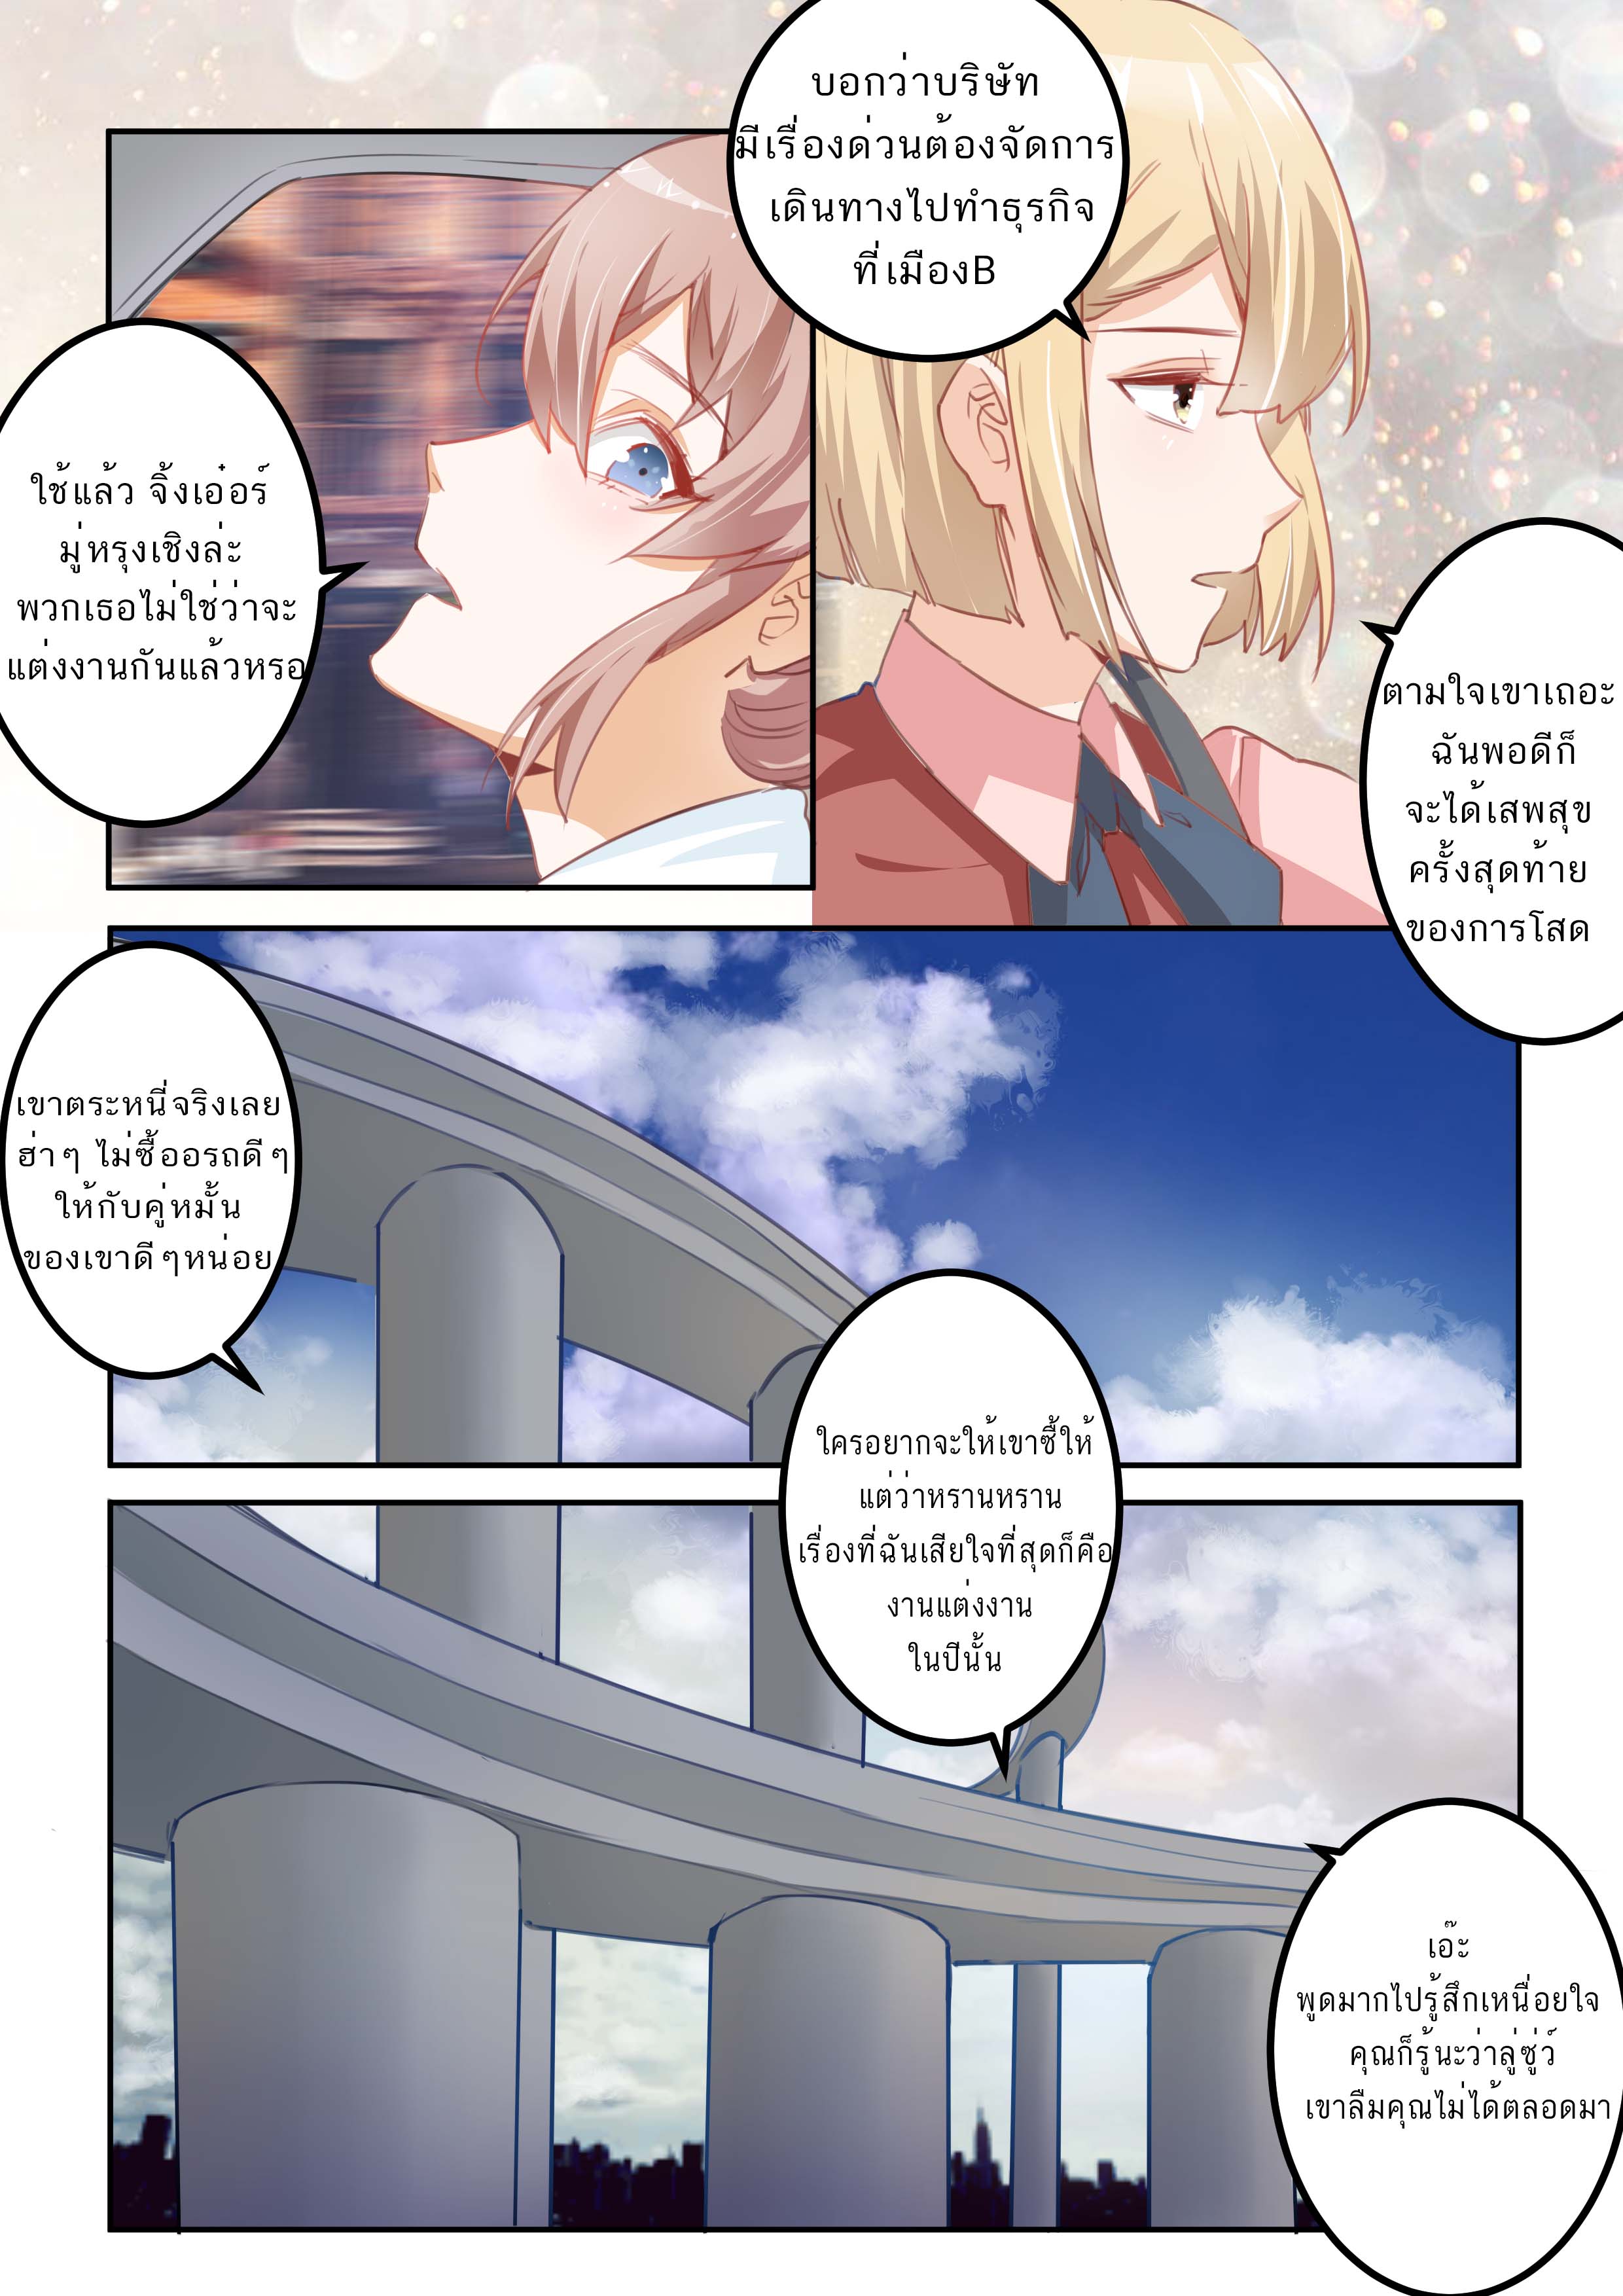 ใช้แล้ว จิ้งเอ๋อร์
มู่หรุงเชิงล่ะ
พวกเธอไม่ใช่ว่าจะ
แต่งงานกันแล้วหรอ
บอกว่าบริษัท
มีเรื่องด่วนต้องจัดการ
เดินทางไปทำธุรกิจ
ที่เมืองB
ตามใจเขาเถอะ
ฉันพอดีก็
จะได้เสพสุข
ครั้งสุดท้าย
ของการโสด
เขาตระหนี่จริงเลย
ฮ่าๆ ไม่ซื้ออรถดีๆ
ให้กับคู่หมั้น
ของเขาดีๆหน่อย
ใครอยากจะให้เขาซื้ให้
แต่ว่าหรานหราน
เรื่องที่ฉันเสียใจที่สุดก็คือ
งานแต่งงาน
ในปีนั้น
เอ๊ะ
พูดมากไปรู้สึกเหนื่อยใจ
คุณก็รู้นะว่าลู่ซู่ว์
เขาลืมคุณไม่ได้ตลอดมา